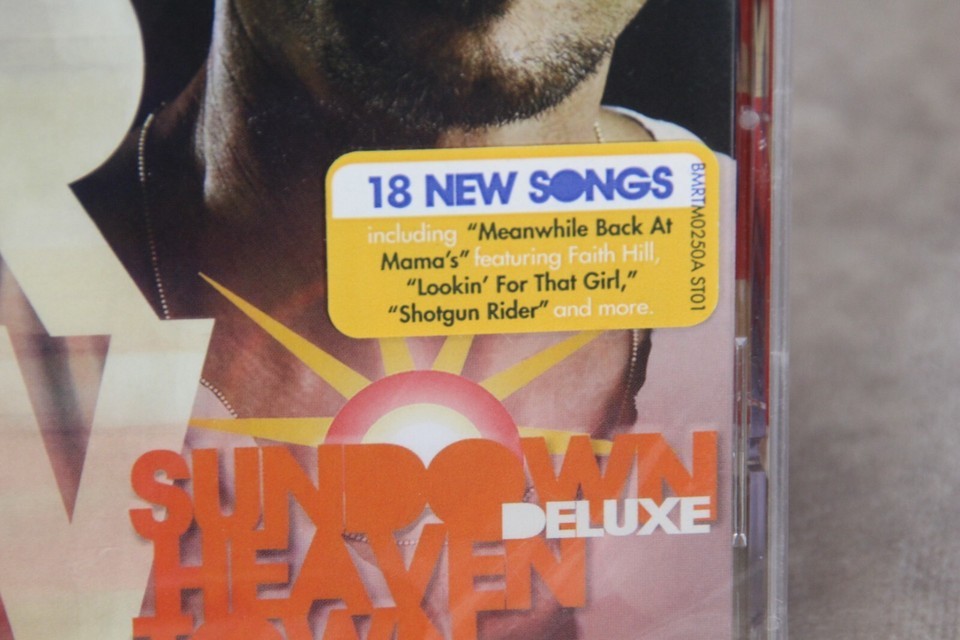 18 NEW SONGS
including "Meanwhile Back At
Mama's" featuring Faith Hill,
"Lookin' For That Girl,"
"Shotgun Rider" and more.
BMRTM0250A ST01
SUNDOWN
DELUXE
HEAVEN
TOWN